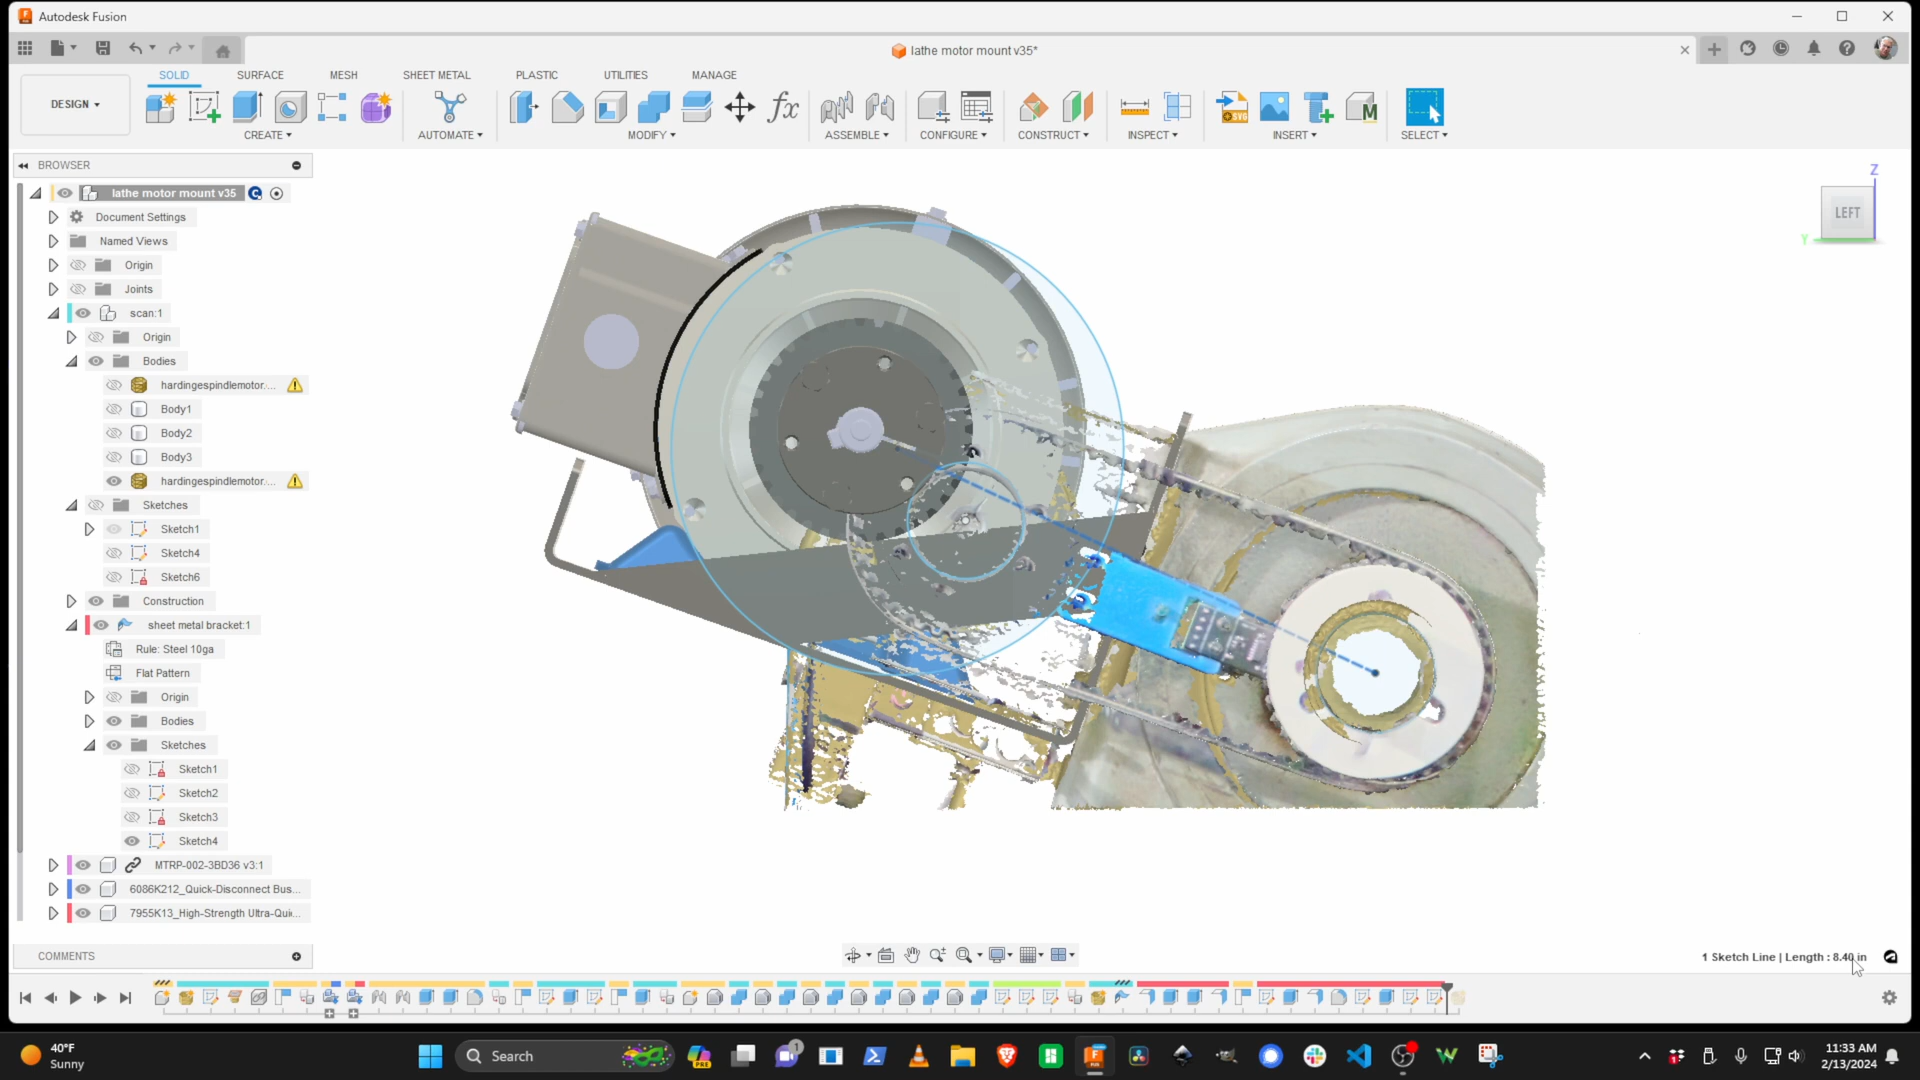 Autodesk Fusion
lathe motor mount v35*
DESIGN
SOLID SURFACE MESH SHEET METAL PLASTIC UTILITIES MANAGE
CREATE AUTOMATE MODIFY ASSEMBLE CONFIGURE CONSTRUCT INSPECT INSERT SELECT
BROWSER
lathe motor mount v35
Document Settings
Named Views
Origin
Joints
scan:1
Origin
Bodies
hardingespindlemotor....
Body1
Body2
Body3
hardingespindlemotor....
Sketches
Sketch1
Sketch4
Sketch6
Construction
sheet metal bracket:1
Rule: Steel 10ga
Flat Pattern
Origin
Bodies
Sketches
Sketch1
Sketch2
Sketch3
Sketch4
MTRP-002-3BD36 v3:1
6086K212_Quick-Disconnect Bus...
7955K13_High-Strength Ultra-Qui...
COMMENTS
Z
LEFT
Y
1 Sketch Line | Length : 8.40 in
40°F
Sunny
Search
PRE
1
11:33 AM
2/13/2024